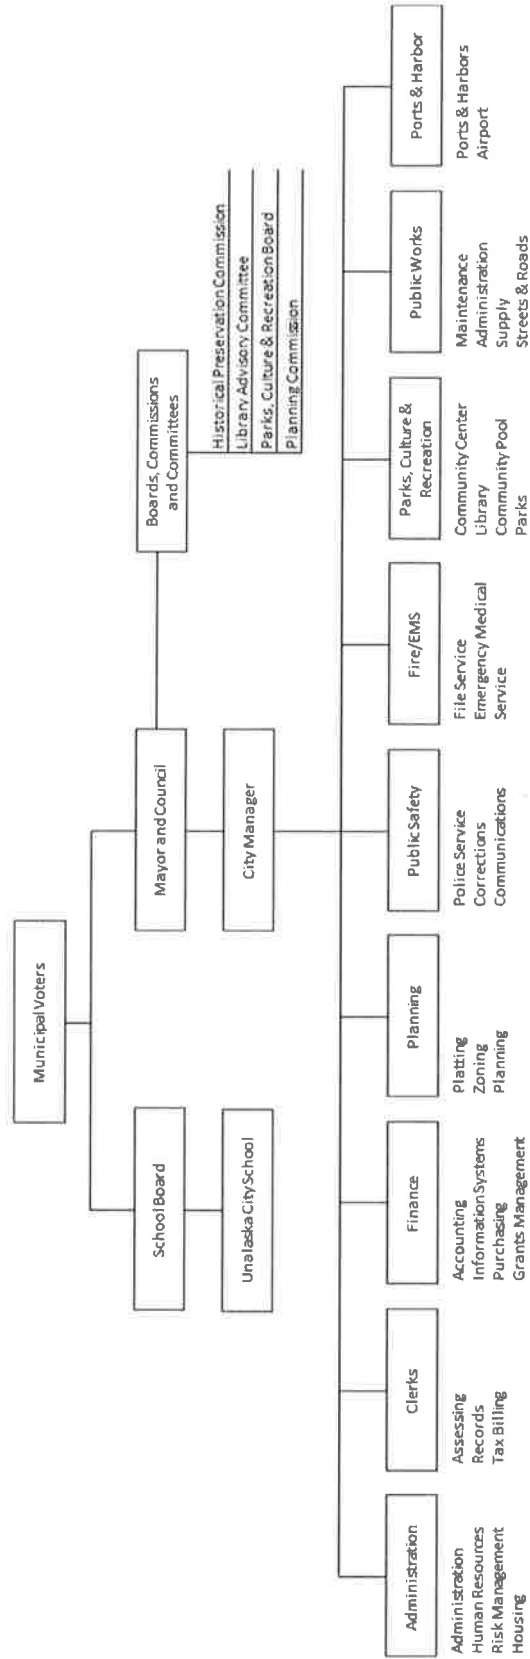 Municipal Voters
School Board
Mayor and Council
Boards, Commissions
and Committees
Unalaska City School
City Manager
Historical Preservation Commission
Library Advisory Committee
Parks, Culture & Recreation Board
Planning Commission
Administration
Administration
Human Resources
Risk Management
Housing
Clerks
Assessing
Records
Tax Billing
Finance
Accounting
Information Systems
Purchasing
Grants Management
Planning
Platting
Zoning
Planning
Public Safety
Police Service
Corrections
Communications
Fire/EMS
File Service
Emergency Medical
Service
Parks, Culture &
Recreation
Community Center
Library
Community Pool
Parks
Public Works
Maintenance
Administration
Supply
Streets & Roads
Ports & Harbor
Ports & Harbors
Airport